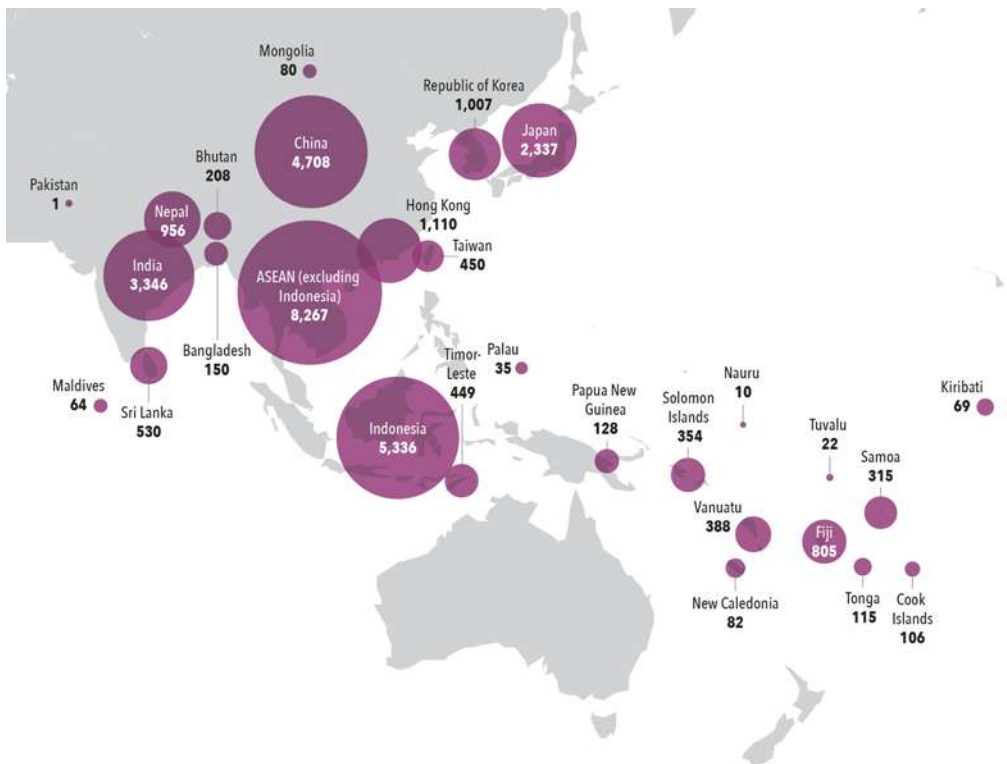 Mongolia
80
Republic of Korea
1,007
China
4,708
Japan
2,337
Bhutan
208
Pakistan
1
Nepal
956
Hong Kong
1,110
Taiwan
450
India
3,346
ASEAN (excluding
Indonesia)
8,267
Bangladesh
150
Timor-
Leste
449
Palau
35
Maldives
64
Sri Lanka
530
Nauru
10
Kiribati
69
Papua New
Guinea
128
Solomon
Islands
354
Indonesia
5,336
Tuvalu
22
Samoa
315
Vanuatu
388
Fiji
805
New Caledonia
82
Tonga
115
Cook
Islands
106